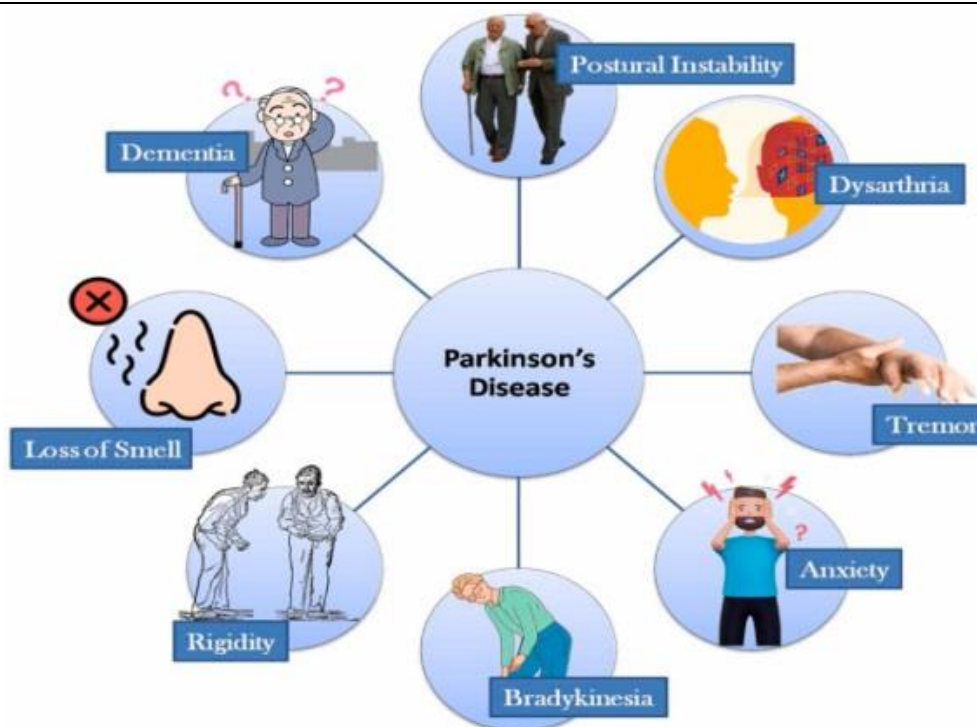 Postural Instability
Dementia
Dysarthria
Parkinson's
Disease
Tremor
Loss of Smell
Anxiety
Rigidity
Bradykinesia